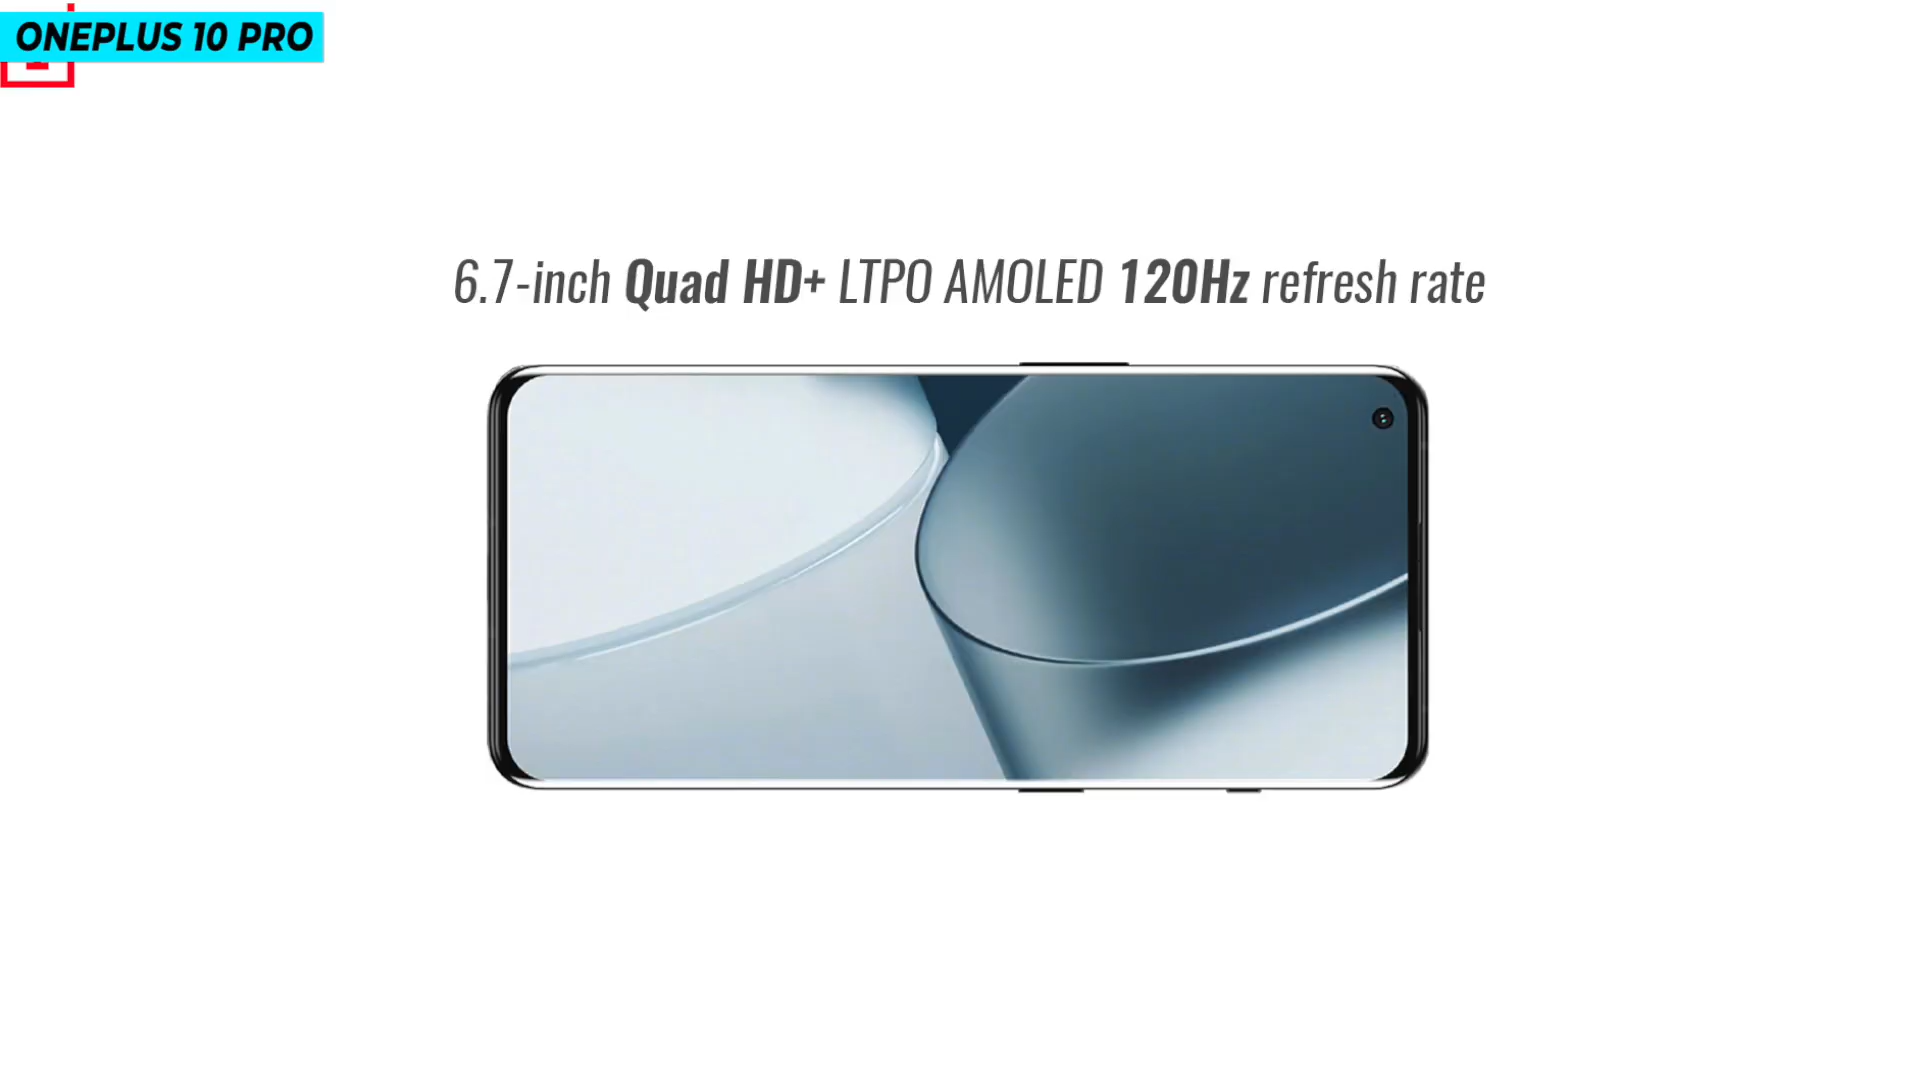 ONEPLUS 10 PRO
6.7-inch Quad HD+ LTPO AMOLED 120Hz refresh rate